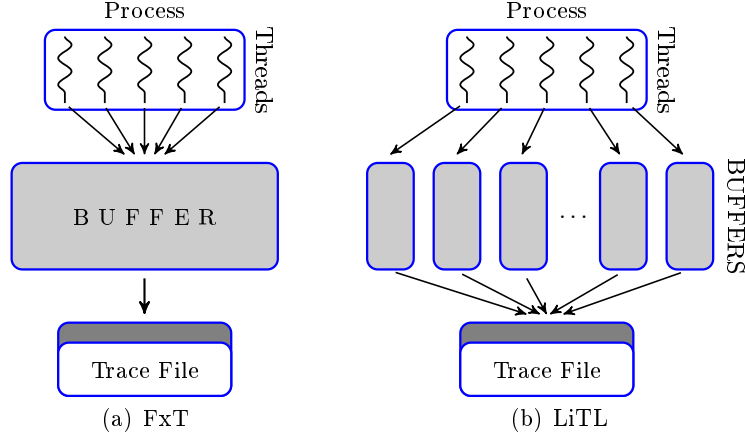 Process
Threads
B U F F E R
Trace File
(a) FxT
Process
Threads
BUFFERS
...
Trace File
(b) LiTL